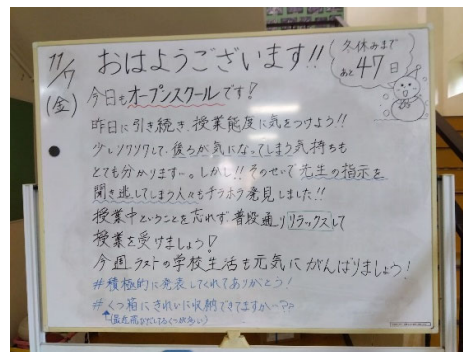 11/7
(金)
おはようございます!!
冬休みまで
あと47日
今日もオープンスクールです!
昨日に引き続き、授業態度に気をつけよう!!
少しソワソワして、後ろが気になってしまう気持ちも
とても分かります…。しかし!!そのせいで先生の指示を
聞き逃してしまう人々もチラホラ発見しました!!
授業中ということを忘れず、普段通りリラックスして
授業を受けましょう!
今週ラストの学校生活も元気にがんばりましょう!
#積極的に発表してくれてありがとう!
#くつ箱にきれいに収納できてますかー??